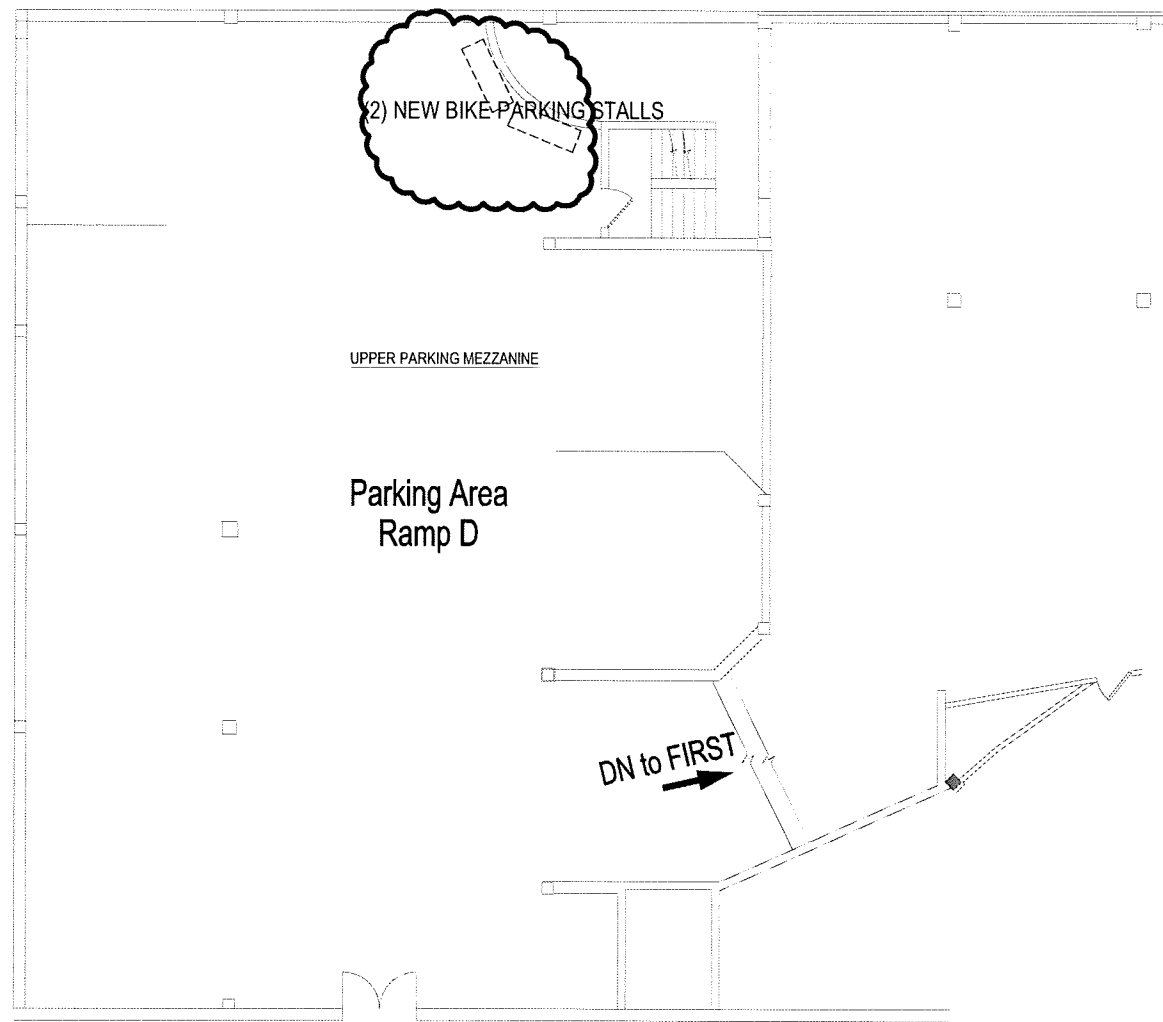 (2) NEW BIKE PARKING STALLS
UPPER PARKING MEZZANINE
Parking Area
Ramp D
DN to FIRST